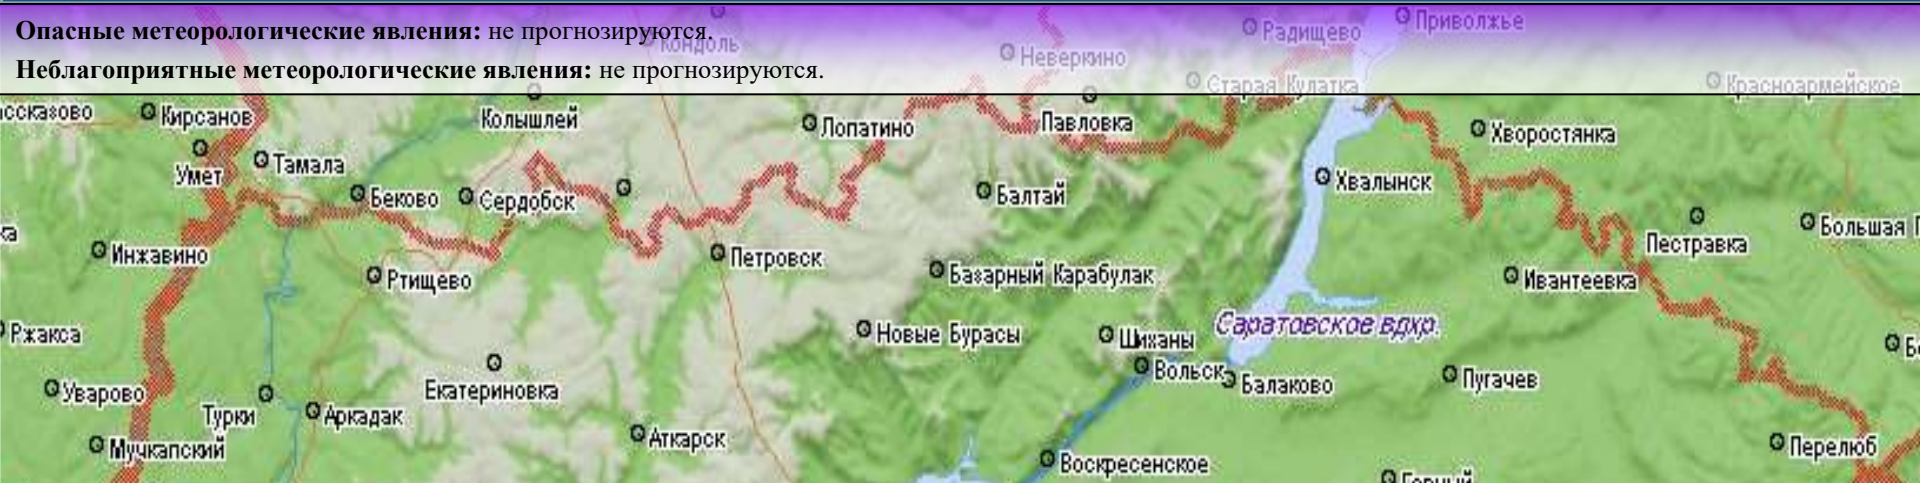 Опасные метеорологические явления: не прогнозируются.
Неблагоприятные метеорологические явления: не прогнозируются.
Приволжье
Радищево
Кондоль
Неверкино
Старая Кулатка
Красноармейское
Кирсанов
Колышлей
Лопатино
Павловка
Хворостянка
Умет
Тамала
Беково
Сердобск
Балтай
Хвалынск
Пестравка
Большая
Инжавино
Ртищево
Петровск
Базарный Карабулак
Ивантеевка
Ржакса
Новые Бурасы
Шиханы
Саратовское вдхр.
Уварово
Екатериновка
Вольск
Балаково
Пугачев
Турки
Аркадак
Мучкапский
Аткарск
Воскресенское
Перелюб